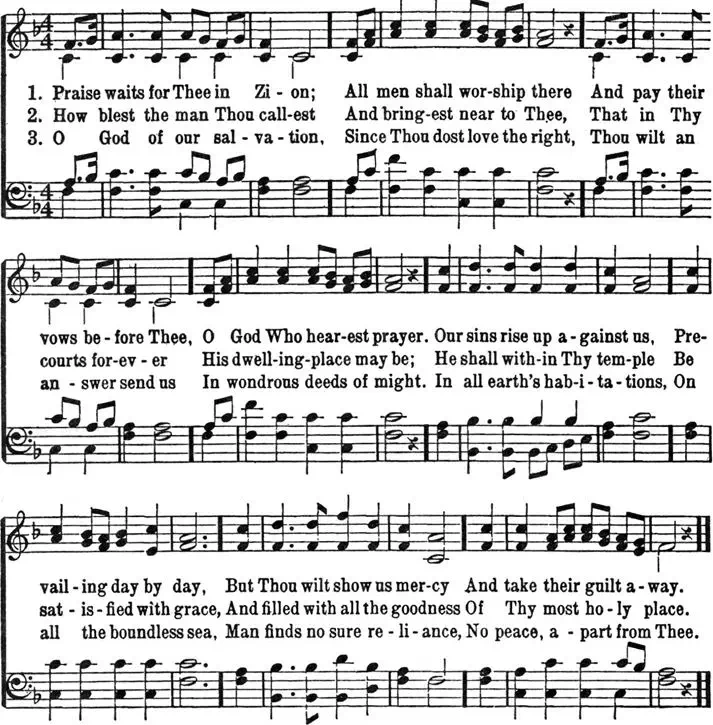 1. Praise waits for Thee in Zi - on; All men shall wor-ship there And pay their
2. How blest the man Thou call-est And bring-est near to Thee, That in Thy
3. O God of our sal - va - tion, Since Thou dost love the right, Thou wilt an
vows be - fore Thee, O God Who hear-est prayer. Our sins rise up a - gainst us, Pre-
courts for-ev - er His dwell-ing-place may be; He shall with-in Thy tem-ple Be
an - swer send us In wondrous deeds of might. In all earth's hab - i - ta - tions, On
vail - ing day by day, But Thou wilt show us mer-cy And take their guilt a - way.
sat - is - fied with grace, And filled with all the goodness Of Thy most ho - ly place.
all the boundless sea, Man finds no sure re - li - ance, No peace, a - part from Thee.